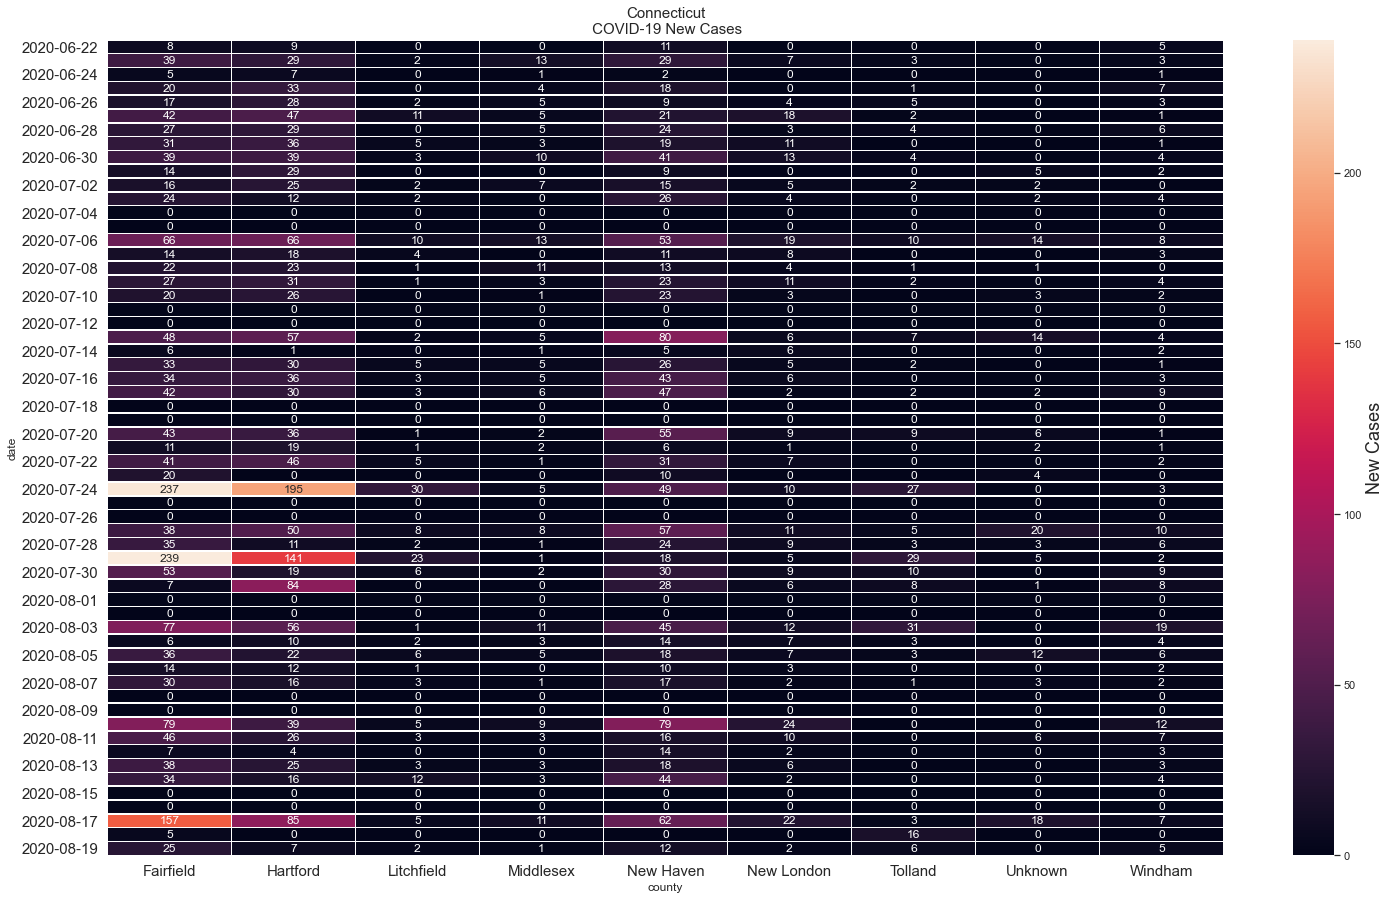 Connecticut
COVID-19 New Cases
2020-06-22 8 9 0 0 11 0 0 0 5
39 29 2 13 29 7 3 0 3
2020-06-24 5 7 0 1 2 0 0 0 1
20 33 0 4 18 0 1 0 7
2020-06-26 17 28 2 5 9 4 5 0 3
42 47 11 5 21 18 2 0 1
2020-06-28 27 29 0 5 24 3 4 0 6
31 36 5 3 19 11 0 0 1
2020-06-30 39 39 3 10 41 13 4 0 4
14 29 0 0 9 0 0 5 2
2020-07-02 16 25 2 7 15 5 2 2 0
24 12 2 0 26 4 0 2 4
2020-07-04 0 0 0 0 0 0 0 0 0
0 0 0 0 0 0 0 0 0
2020-07-06 66 66 10 13 53 19 10 14 8
14 18 4 0 11 8 0 0 3
2020-07-08 22 23 1 11 13 4 1 1 0
27 31 1 3 23 11 2 0 4
2020-07-10 20 26 0 1 23 3 0 3 2
0 0 0 0 0 0 0 0 0
2020-07-12 0 0 0 0 0 0 0 0 0
48 57 2 5 80 6 7 14 4
2020-07-14 6 1 0 1 5 6 0 0 2
33 30 5 5 26 5 2 0 1
2020-07-16 34 36 3 5 43 6 0 0 3
42 30 3 6 47 2 2 2 9
2020-07-18 0 0 0 0 0 0 0 0 0
0 0 0 0 0 0 0 0 0
2020-07-20 43 36 1 2 55 9 9 6 1
11 19 1 2 6 1 0 2 1
2020-07-22 41 46 5 1 31 7 0 0 2
20 0 0 0 10 0 0 4 0
2020-07-24 237 195 30 5 49 10 27 0 3
0 0 0 0 0 0 0 0 0
2020-07-26 0 0 0 0 0 0 0 0 0
38 50 8 8 57 11 5 20 10
2020-07-28 35 11 2 1 24 9 3 3 6
239 141 23 1 18 5 29 5 2
2020-07-30 53 19 6 2 30 9 10 0 9
7 84 0 0 28 6 8 1 8
2020-08-01 0 0 0 0 0 0 0 0 0
0 0 0 0 0 0 0 0 0
2020-08-03 77 56 1 11 45 12 31 0 19
6 10 2 3 14 7 3 0 4
2020-08-05 36 22 6 5 18 7 3 12 6
14 12 1 0 10 3 0 0 2
2020-08-07 30 16 3 1 17 2 1 3 2
0 0 0 0 0 0 0 0 0
2020-08-09 0 0 0 0 0 0 0 0 0
79 39 5 9 79 24 0 0 12
2020-08-11 46 26 3 3 16 10 0 6 7
7 4 0 0 14 2 0 0 3
2020-08-13 38 25 3 3 18 6 0 0 3
34 16 12 3 44 2 0 0 4
2020-08-15 0 0 0 0 0 0 0 0 0
0 0 0 0 0 0 0 0 0
2020-08-17 157 85 5 11 62 22 3 18 7
5 0 0 0 0 0 16 0 0
2020-08-19 25 7 2 1 12 2 6 0 5
date
Fairfield Hartford Litchfield Middlesex New Haven New London Tolland Unknown Windham
county
200
150
100
50
0
New Cases